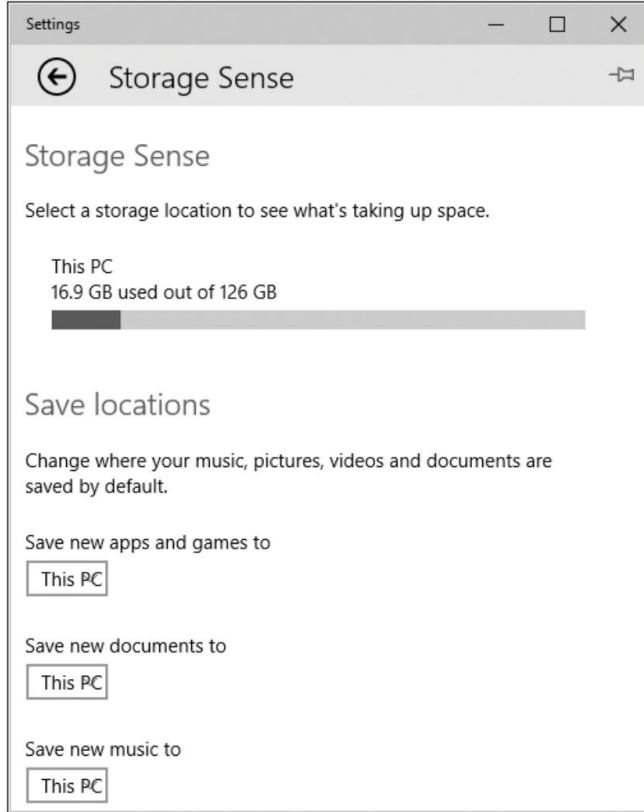 Settings
Storage Sense
Storage Sense
Select a storage location to see what's taking up space.
This PC
16.9 GB used out of 126 GB
Save locations
Change where your music, pictures, videos and documents are
saved by default.
Save new apps and games to
This PC
Save new documents to
This PC
Save new music to
This PC